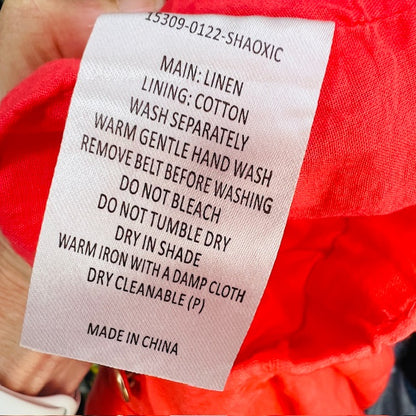 15309-0122-SHAOXIC
MAIN: LINEN
LINING: COTTON
WASH SEPARATELY
WARM GENTLE HAND WASH
REMOVE BELT BEFORE WASHING
DO NOT BLEACH
DO NOT TUMBLE DRY
DRY IN SHADE
WARM IRON WITH A DAMP CLOTH
DRY CLEANABLE (P)
MADE IN CHINA